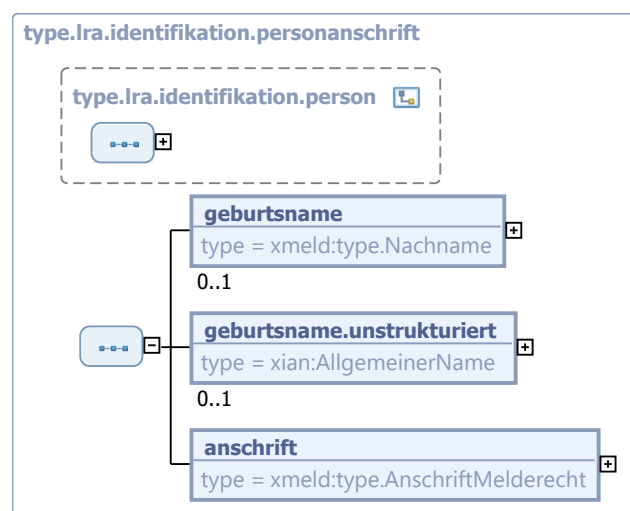 type.lra.identifikation.personanschrift
type.lra.identifikation.person
geburtsname
type = xmeld:type.Nachname
0..1
geburtsname.unstrukturiert
type = xian:AllgemeinerName
0..1
anschrift
type = xmeld:type.AnschriftMelderecht